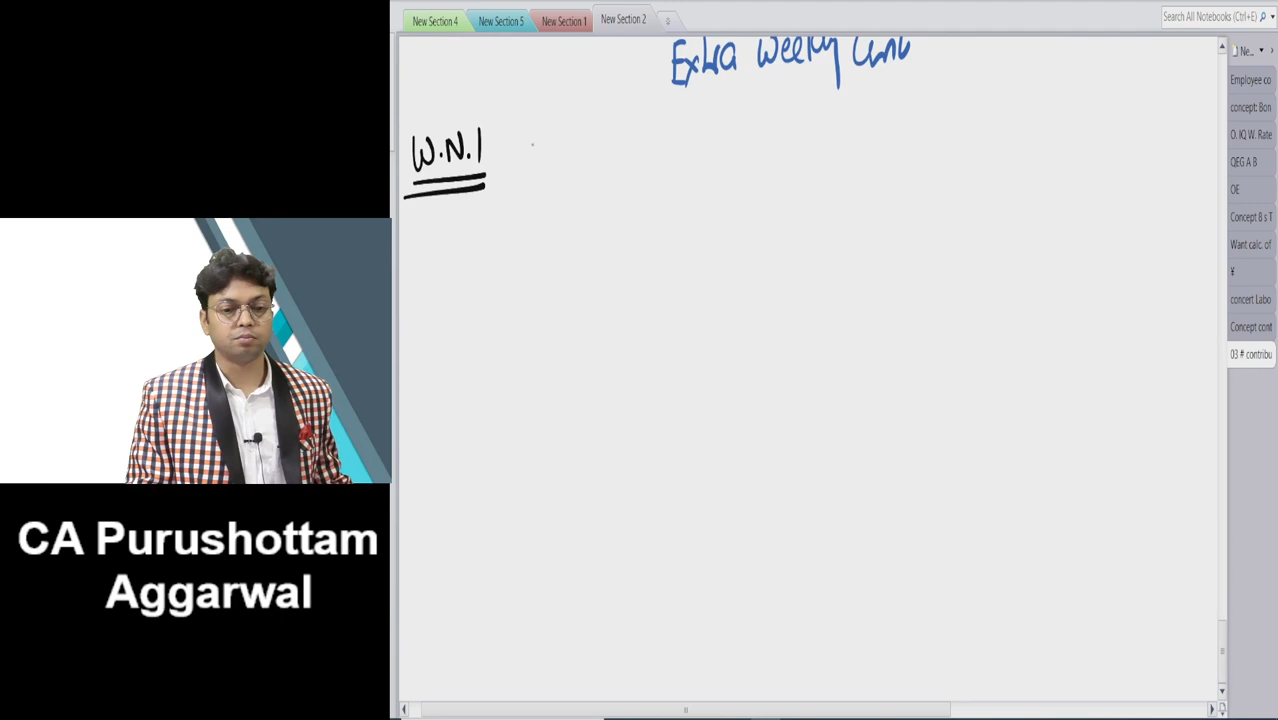 New Section 4
New Section 5
New Section 1
New Section 2
Search All Notebooks (Ctrl+E)
Extra weekly
W.N.1
Ne...
Employee co
concept: Bon
O. IQ W. Rate
QEG A B
OE
Concept 8 s T
Want calc. of
¥
concert Labo
Concept cont
03 # contribu
CA Purushottam
Aggarwal